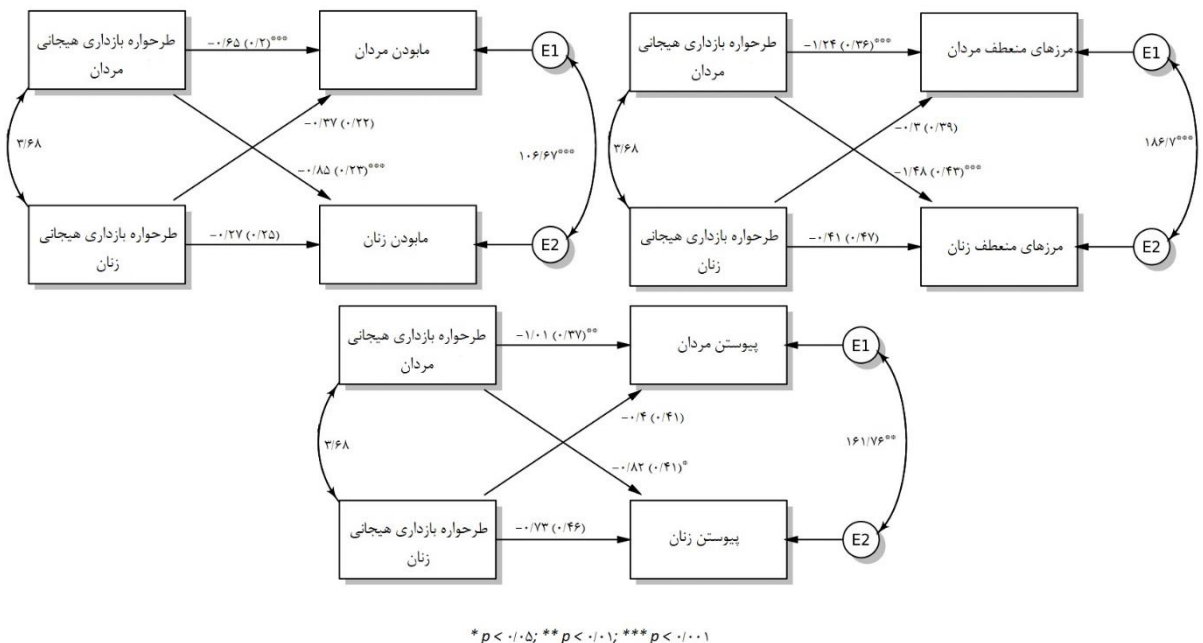 طرحواره بازداری هیجانی
مردان
-۰/۶۵ (۰/۲)***
مابودن مردان
E1
-۰/۳۷ (۰/۲۲)
۳/۶۸
-۰/۸۵ (۰/۲۳)***
۱۰۶/۶۷***
طرحواره بازداری هیجانی
زنان
-۰/۲۷ (۰/۲۵)
مابودن زنان
E2
طرحواره بازداری هیجانی
مردان
-۱/۲۴ (۰/۳۶)***
مرزهای منعطف مردان
E1
-۰/۳ (۰/۳۹)
۳/۶۸
-۱/۴۸ (۰/۴۳)***
۱۸۶/۷***
طرحواره بازداری هیجانی
زنان
-۰/۴۱ (۰/۴۷)
مرزهای منعطف زنان
E2
طرحواره بازداری هیجانی
مردان
-۱/۰۱ (۰/۳۷)**
پیوستن مردان
E1
-۰/۴ (۰/۴۱)
۳/۶۸
-۰/۸۲ (۰/۴۱)*
۱۶۱/۷۶**
طرحواره بازداری هیجانی
زنان
-۰/۷۳ (۰/۴۶)
پیوستن زنان
E2
* p < ۰/۰۵; ** p < ۰/۰۱; *** p < ۰/۰۰۱